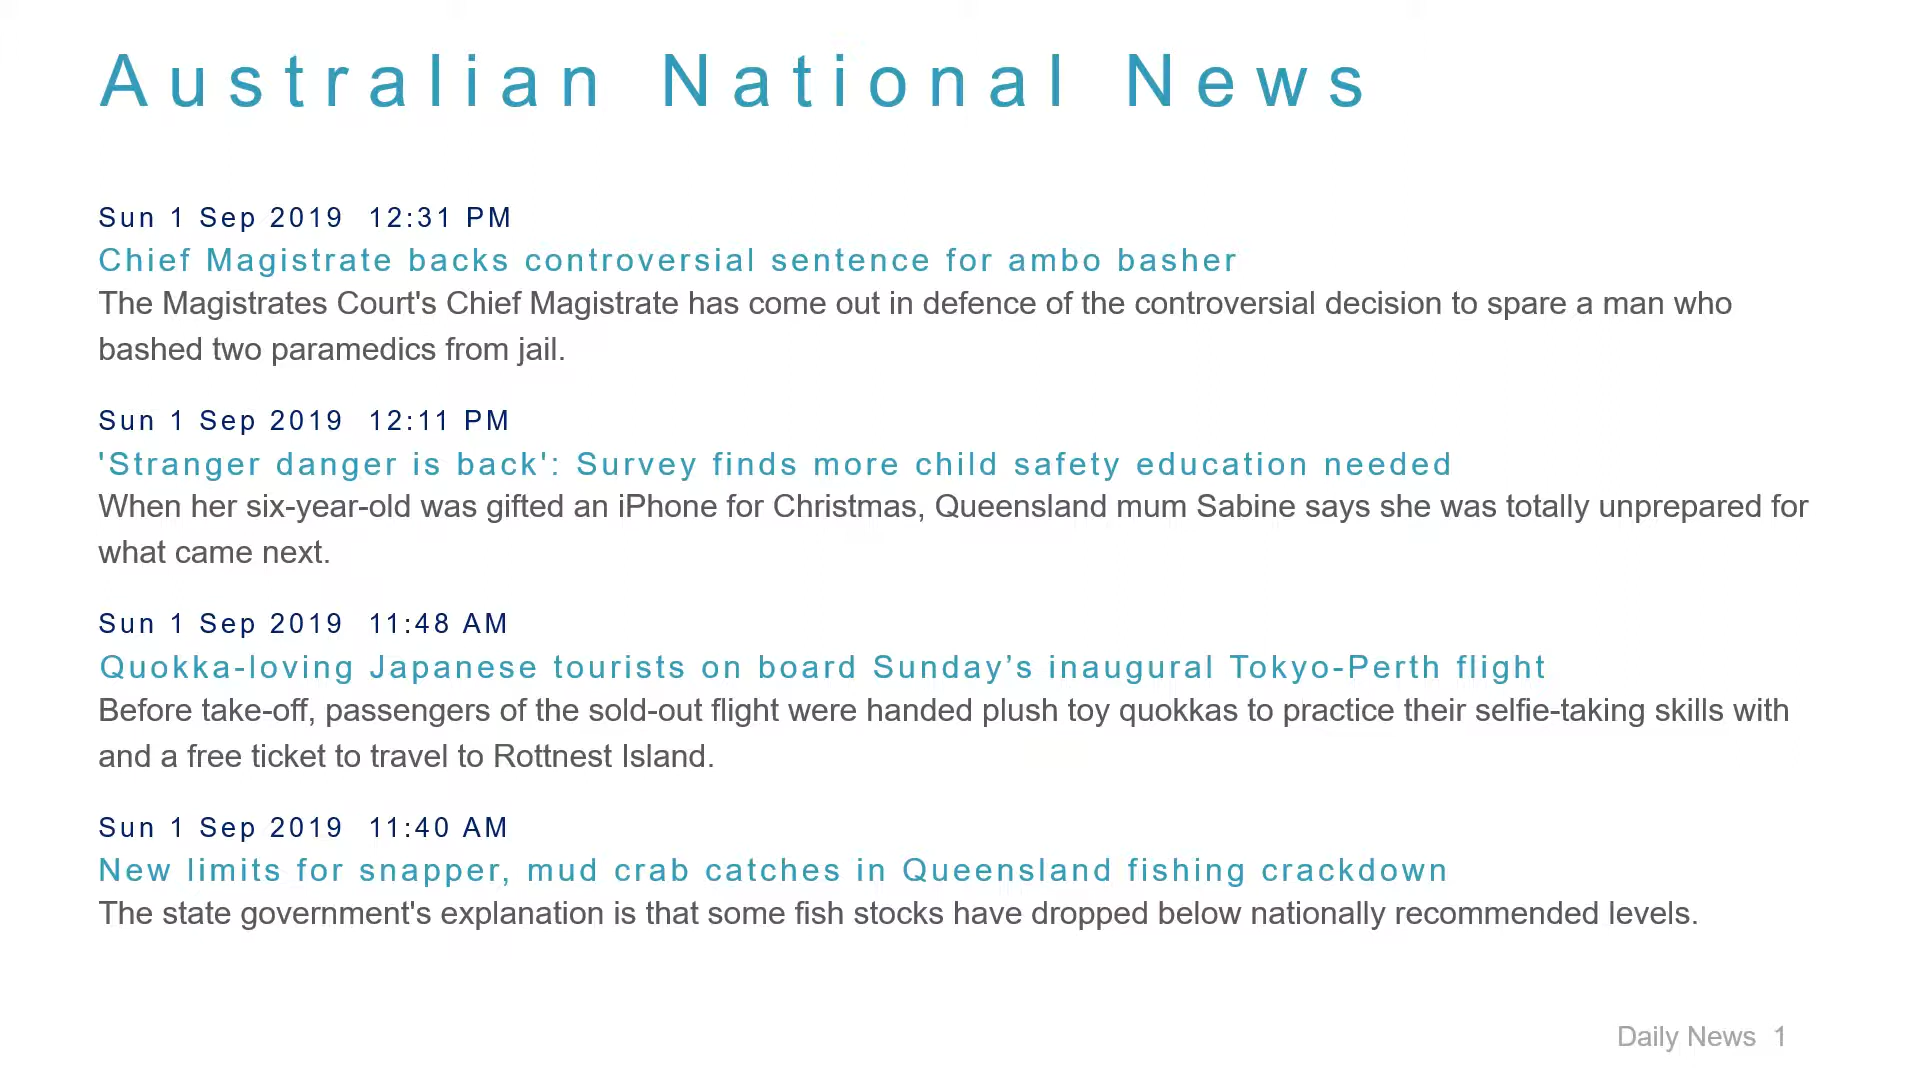 Australian National News
Sun 1 Sep 2019 12:31 PM
Chief Magistrate backs controversial sentence for ambo basher
The Magistrates Court's Chief Magistrate has come out in defence of the controversial decision to spare a man who
bashed two paramedics from jail.
Sun 1 Sep 2019 12:11 PM
'Stranger danger is back': Survey finds more child safety education needed
When her six-year-old was gifted an iPhone for Christmas, Queensland mum Sabine says she was totally unprepared for
what came next.
Sun 1 Sep 2019 11:48 AM
Quokka-loving Japanese tourists on board Sunday’s inaugural Tokyo-Perth flight
Before take-off, passengers of the sold-out flight were handed plush toy quokkas to practice their selfie-taking skills with
and a free ticket to travel to Rottnest Island.
Sun 1 Sep 2019 11:40 AM
New limits for snapper, mud crab catches in Queensland fishing crackdown
The state government's explanation is that some fish stocks have dropped below nationally recommended levels.
Daily News 1